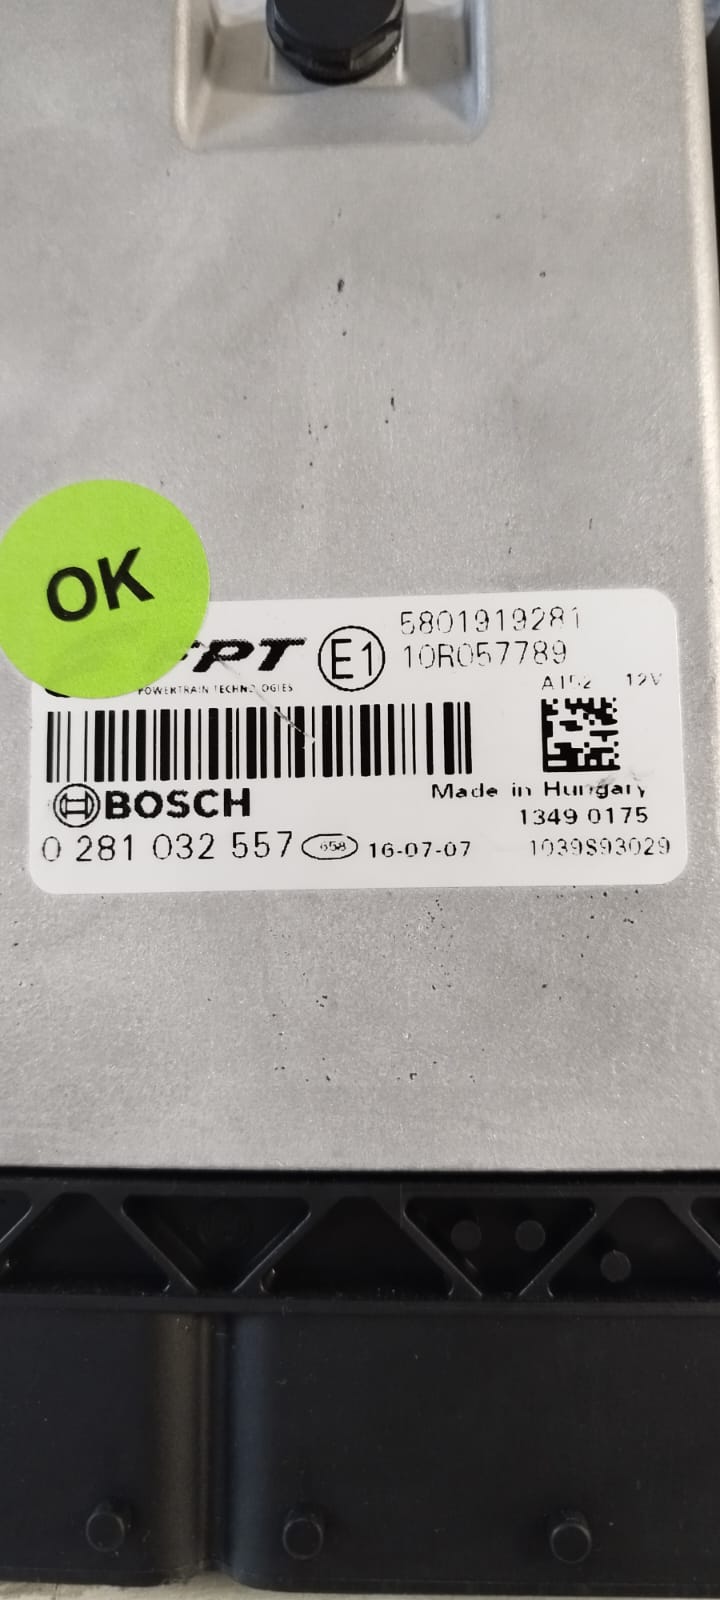 OK
FPT
POWERTRAIN TECHNOLOGIES
E1
5801919281
10R057789
A152 12V
BOSCH
Made in Hungary
1349 0175
0 281 032 557 658 16-07-07 1039S93029